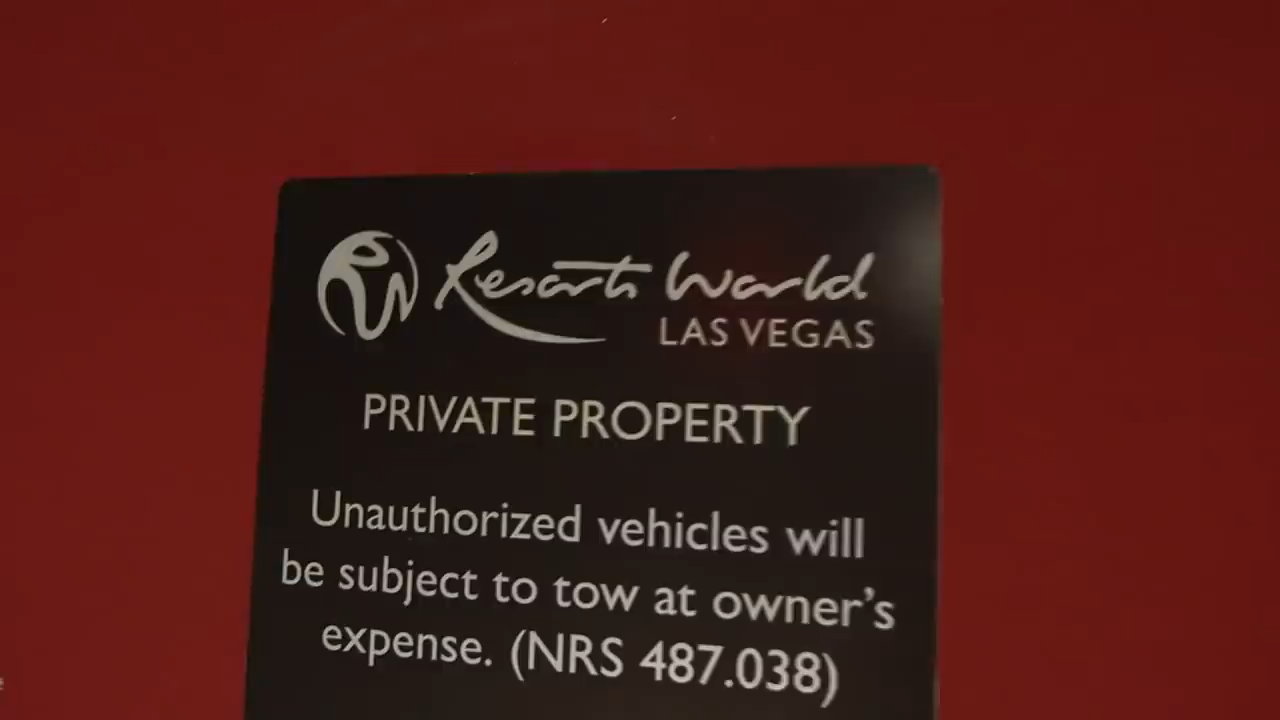 RW Resorts World
LAS VEGAS
PRIVATE PROPERTY
Unauthorized vehicles will
be subject to tow at owner's
expense. (NRS 487.038)